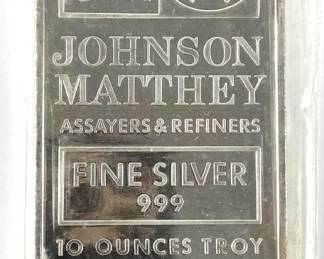 JOHNSON
MATTHEY
ASSAYERS & REFINERS
FINE SILVER
999
10 OUNCES TROY